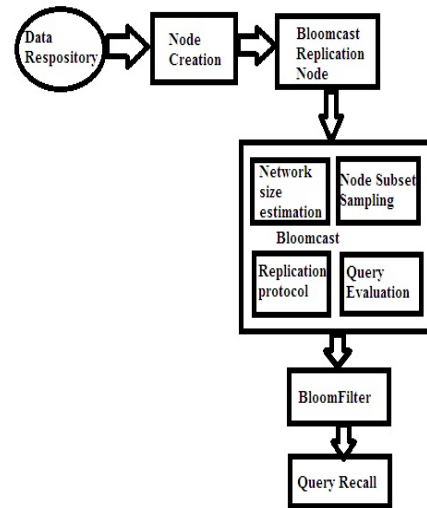 Data
Respository
Node
Creation
Bloomcast
Replication
Node
Network
size
estimation
Node Subset
Sampling
Bloomcast
Replication
protocol
Query
Evaluation
BloomFilter
Query Recall